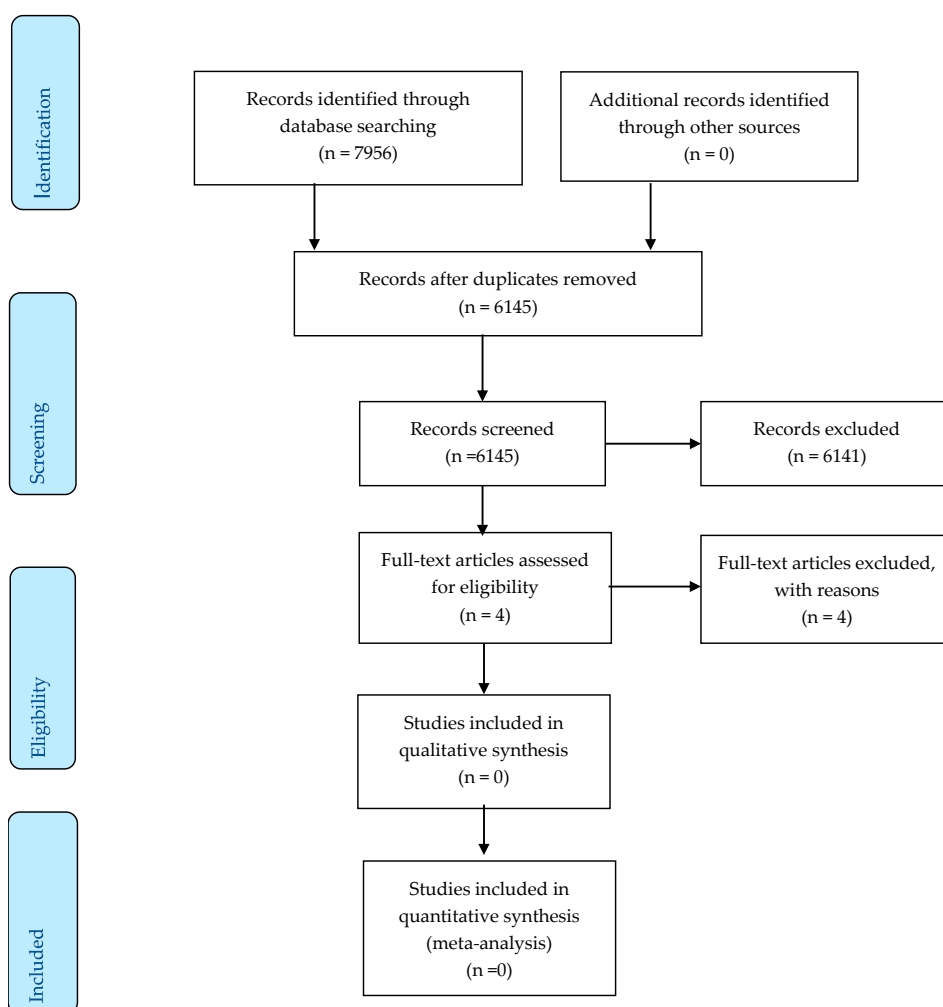 Identification
Records identified through
database searching
(n = 7956)
Additional records identified
through other sources
(n = 0)
Records after duplicates removed
(n = 6145)
Screening
Records screened
(n =6145)
Records excluded
(n = 6141)
Eligibility
Full-text articles assessed
for eligibility
(n = 4)
Full-text articles excluded,
with reasons
(n = 4)
Studies included in
qualitative synthesis
(n = 0)
Included
Studies included in
quantitative synthesis
(meta-analysis)
(n =0)